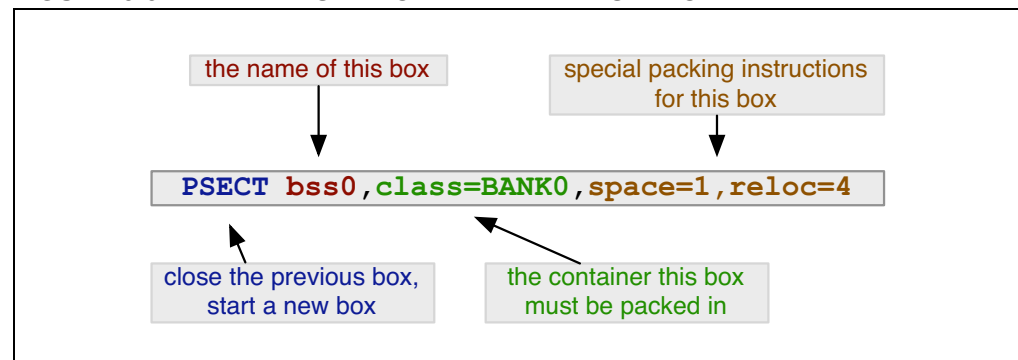 the name of this box
special packing instructions
for this box
PSECT bss0,class=BANK0,space=1,reloc=4
close the previous box,
start a new box
the container this box
must be packed in